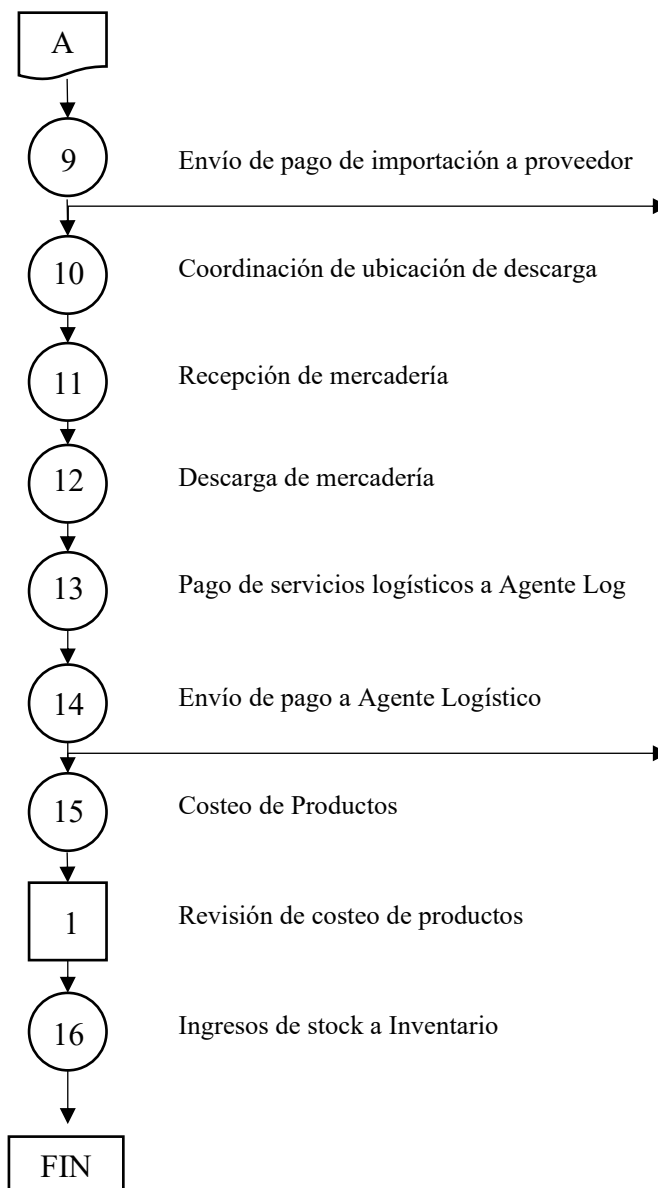 A
9 Envío de pago de importación a proveedor
10 Coordinación de ubicación de descarga
11 Recepción de mercadería
12 Descarga de mercadería
13 Pago de servicios logísticos a Agente Log
14 Envío de pago a Agente Logístico
15 Costeo de Productos
1 Revisión de costeo de productos
16 Ingresos de stock a Inventario
FIN